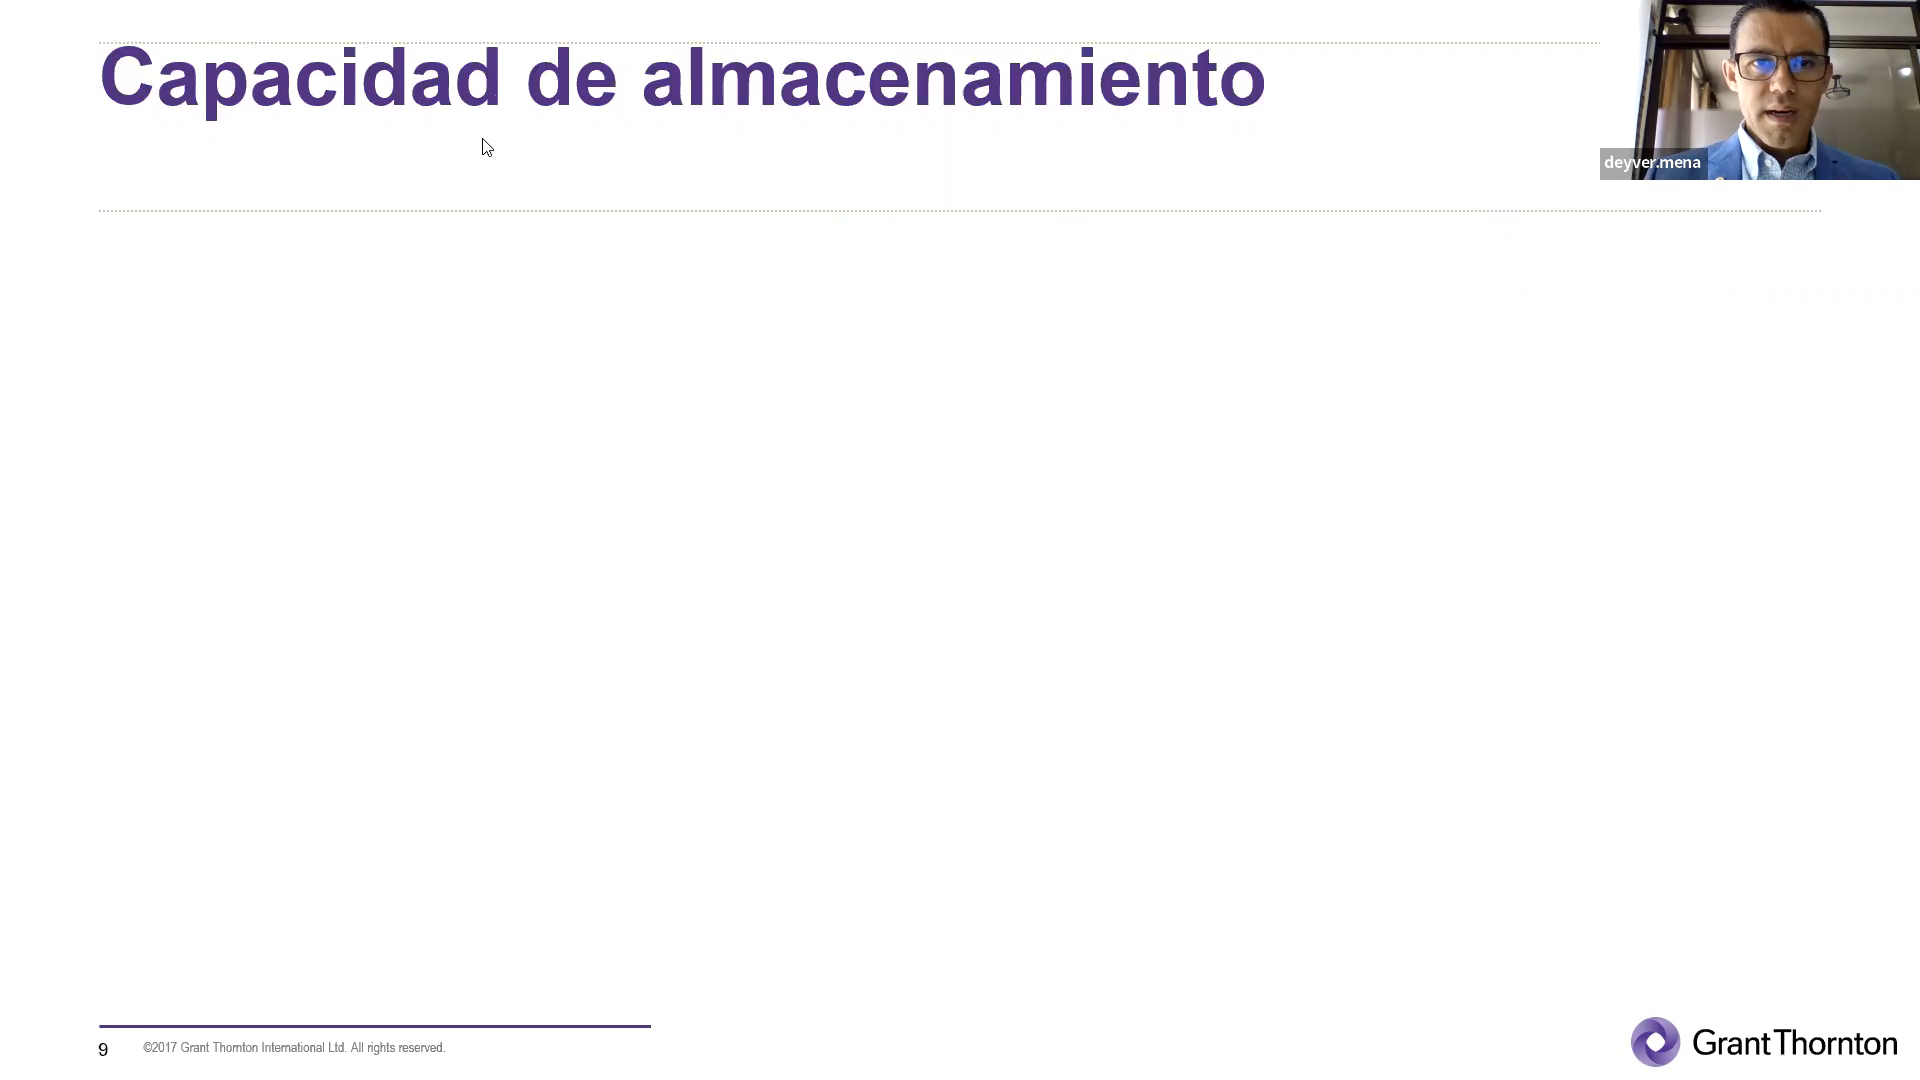 Capacidad de almacenamiento
deyver.mena
9
©2017 Grant Thornton International Ltd. All rights reserved.
Grant Thornton